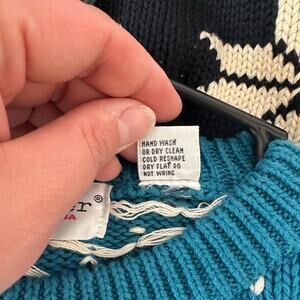 HAND WASH
OR DRY CLEAN
COLD RESHAPE
DRY FLAT DO
NOT WRING